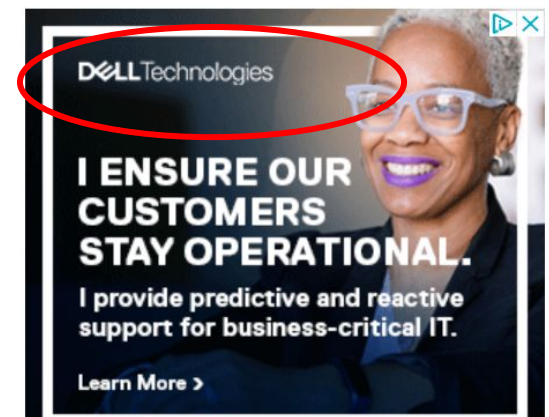 DELLTechnologies
I ENSURE OUR
CUSTOMERS
STAY OPERATIONAL.
I provide predictive and reactive
support for business-critical IT.
Learn More >